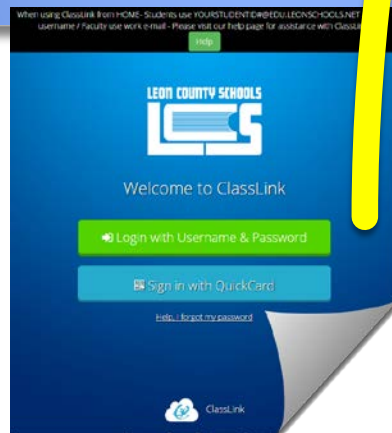 When using ClassLink from HOME- Students use YOURSTUDENTID#@EDU.LEONSCHOOLS.NET
username / Faculty use work e-mail - Please visit our help page for assistance with
Help
LEON COUNTY SCHOOLS
LCS
Welcome to ClassLink
Login with Username & Password
Sign in with QuickCard
Help, I forgot my password
ClassLink